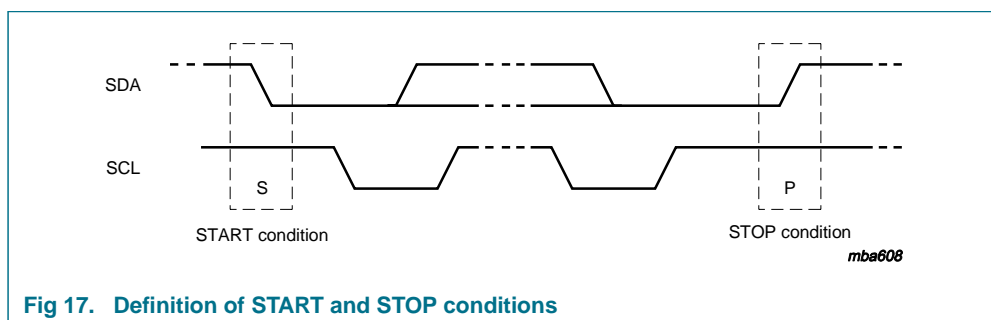 SDA
SCL
S
P
START condition
STOP condition
mba608
Fig 17. Definition of START and STOP conditions